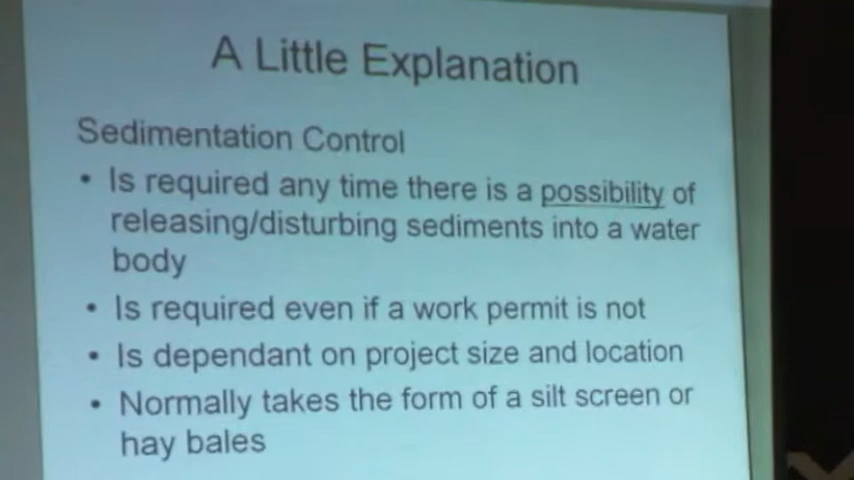 A Little Explanation
Sedimentation Control
• Is required any time there is a possibility of
releasing/disturbing sediments into a water
body
• Is required even if a work permit is not
• Is dependant on project size and location
• Normally takes the form of a silt screen or
hay bales